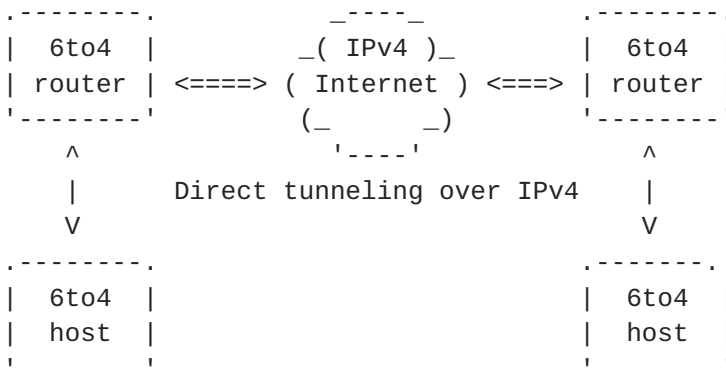 6to4 IPv4 6to4
router Internet router
Direct tunneling over IPv4
V V
6to4 6to4
host host